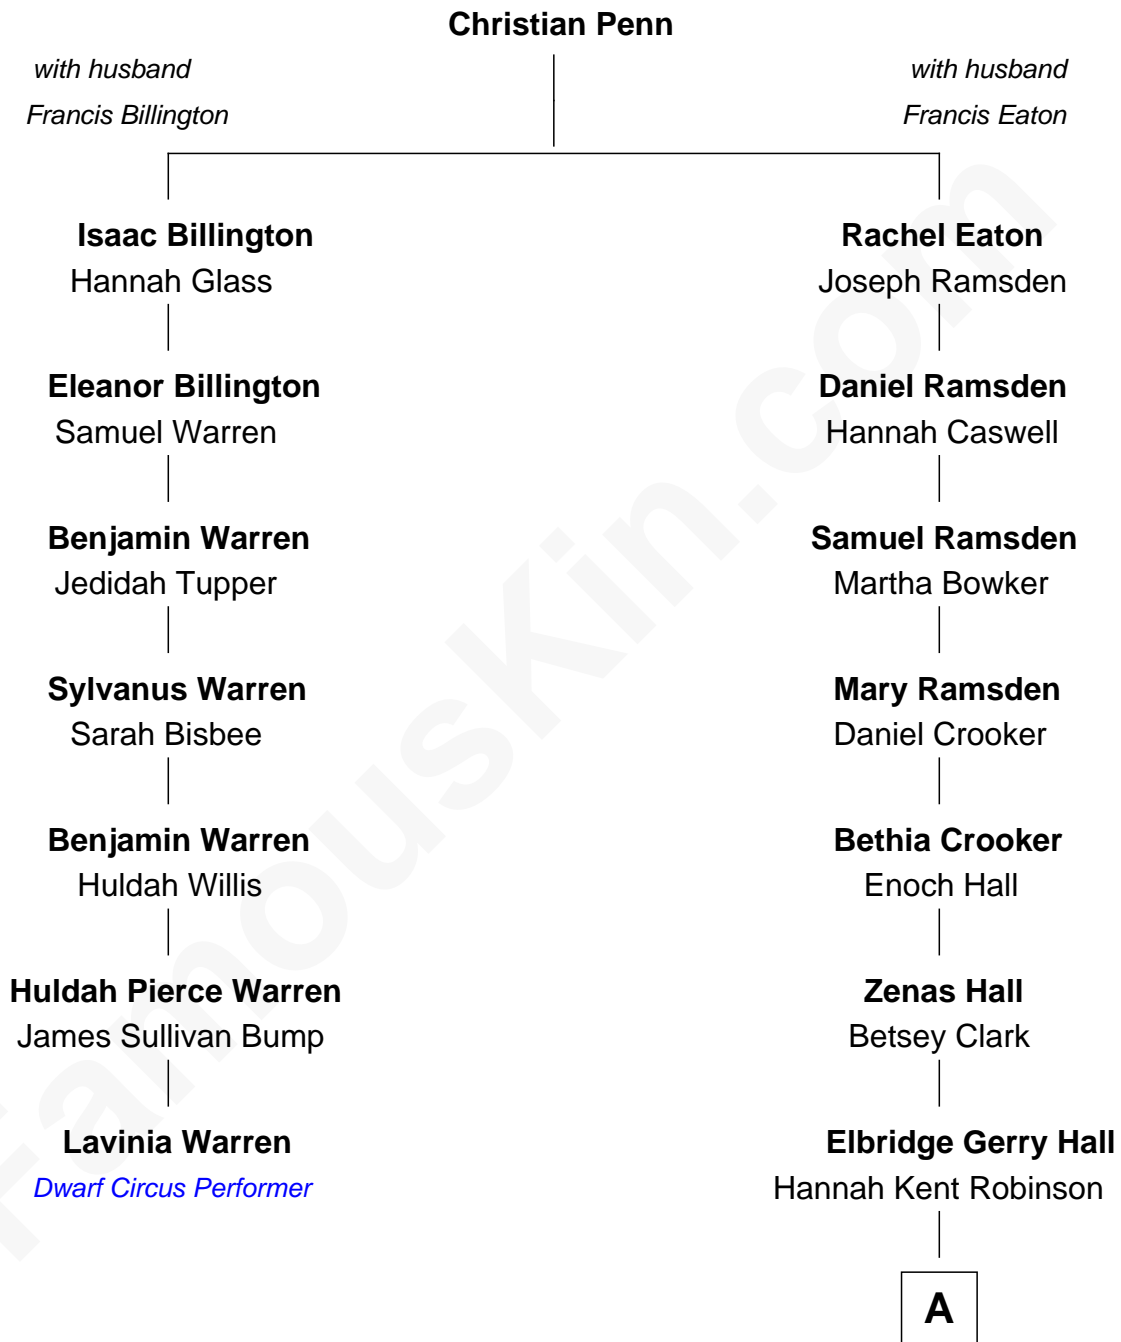 Christian Penn
with husband
Francis Billington
with husband
Francis Eaton
Isaac Billington
Hannah Glass
Eleanor Billington
Samuel Warren
Benjamin Warren
Jedidah Tupper
Sylvanus Warren
Sarah Bisbee
Benjamin Warren
Huldah Willis
Huldah Pierce Warren
James Sullivan Bump
Lavinia Warren
Dwarf Circus Performer
Rachel Eaton
Joseph Ramsden
Daniel Ramsden
Hannah Caswell
Samuel Ramsden
Martha Bowker
Mary Ramsden
Daniel Crooker
Bethia Crooker
Enoch Hall
Zenas Hall
Betsey Clark
Elbridge Gerry Hall
Hannah Kent Robinson
A
FamousKin.com